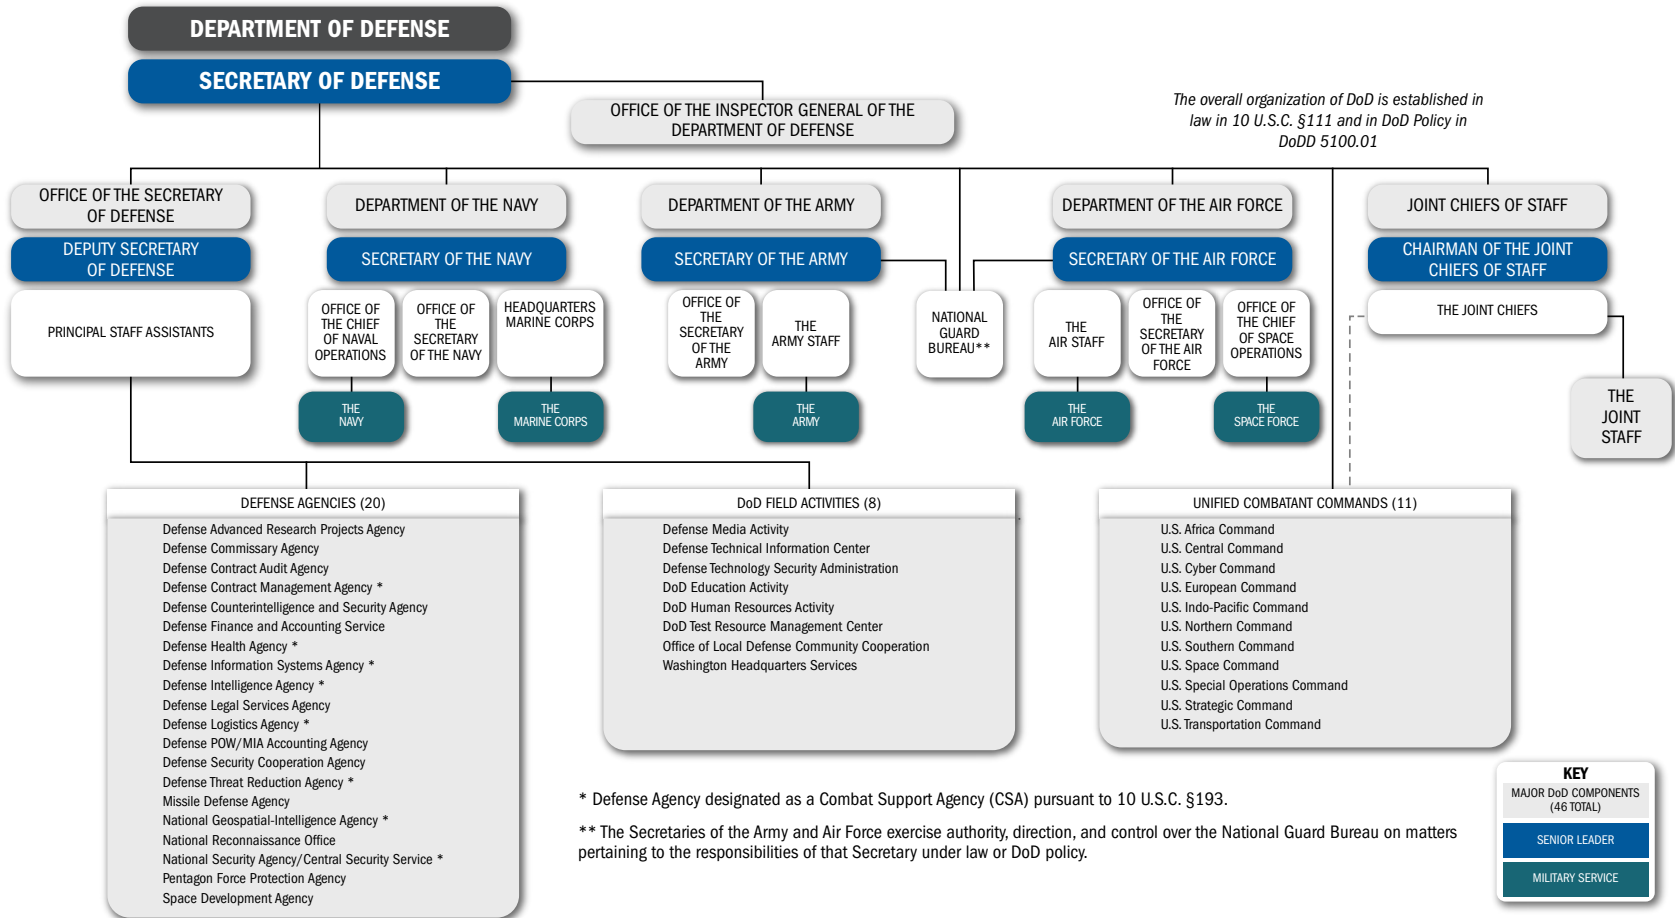 DEPARTMENT OF DEFENSE
SECRETARY OF DEFENSE
OFFICE OF THE INSPECTOR GENERAL OF THE
DEPARTMENT OF DEFENSE
The overall organization of DoD is established in
law in 10 U.S.C. §111 and in DoD Policy in
DoDD 5100.01
OFFICE OF THE SECRETARY
OF DEFENSE
DEPUTY SECRETARY
OF DEFENSE
PRINCIPAL STAFF ASSISTANTS
DEPARTMENT OF THE NAVY
SECRETARY OF THE NAVY
OFFICE OF
THE CHIEF
OF NAVAL
OPERATIONS
OFFICE OF
THE
SECRETARY
OF THE NAVY
HEADQUARTERS
MARINE CORPS
THE
NAVY
THE
MARINE CORPS
DEPARTMENT OF THE ARMY
SECRETARY OF THE ARMY
OFFICE OF
THE
SECRETARY
OF THE
ARMY
THE
ARMY STAFF
THE
ARMY
NATIONAL
GUARD
BUREAU**
DEPARTMENT OF THE AIR FORCE
SECRETARY OF THE AIR FORCE
THE
AIR STAFF
OFFICE OF
THE
SECRETARY
OF THE AIR
FORCE
OFFICE OF
THE CHIEF
OF SPACE
OPERATIONS
THE
AIR FORCE
THE
SPACE FORCE
JOINT CHIEFS OF STAFF
CHAIRMAN OF THE JOINT
CHIEFS OF STAFF
THE JOINT CHIEFS
THE
JOINT
STAFF
DEFENSE AGENCIES (20)
Defense Advanced Research Projects Agency
Defense Commissary Agency
Defense Contract Audit Agency
Defense Contract Management Agency *
Defense Counterintelligence and Security Agency
Defense Finance and Accounting Service
Defense Health Agency *
Defense Information Systems Agency *
Defense Intelligence Agency *
Defense Legal Services Agency
Defense Logistics Agency *
Defense POW/MIA Accounting Agency
Defense Security Cooperation Agency
Defense Threat Reduction Agency *
Missile Defense Agency
National Geospatial-Intelligence Agency *
National Reconnaissance Office
National Security Agency/Central Security Service *
Pentagon Force Protection Agency
Space Development Agency
DoD FIELD ACTIVITIES (8)
Defense Media Activity
Defense Technical Information Center
Defense Technology Security Administration
DoD Education Activity
DoD Human Resources Activity
DoD Test Resource Management Center
Office of Local Defense Community Cooperation
Washington Headquarters Services
UNIFIED COMBATANT COMMANDS (11)
U.S. Africa Command
U.S. Central Command
U.S. Cyber Command
U.S. European Command
U.S. Indo-Pacific Command
U.S. Northern Command
U.S. Southern Command
U.S. Space Command
U.S. Special Operations Command
U.S. Strategic Command
U.S. Transportation Command
* Defense Agency designated as a Combat Support Agency (CSA) pursuant to 10 U.S.C. §193.
** The Secretaries of the Army and Air Force exercise authority, direction, and control over the National Guard Bureau on matters
pertaining to the responsibilities of that Secretary under law or DoD policy.
KEY
MAJOR DoD COMPONENTS
(46 TOTAL)
SENIOR LEADER
MILITARY SERVICE